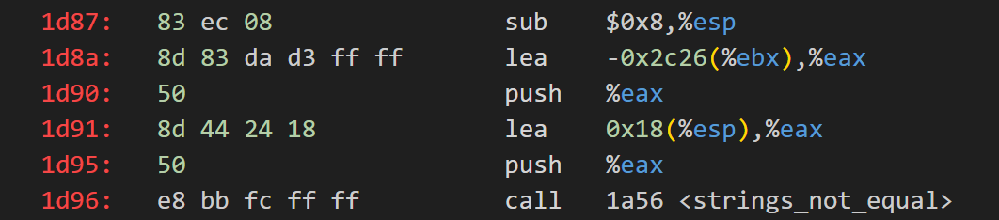 1d87: 83 ec 08 sub $0x8,%esp
1d8a: 8d 83 da d3 ff ff lea -0x2c26(%ebx),%eax
1d90: 50 push %eax
1d91: 8d 44 24 18 lea 0x18(%esp),%eax
1d95: 50 push %eax
1d96: e8 bb fc ff ff call 1a56 <strings_not_equal>